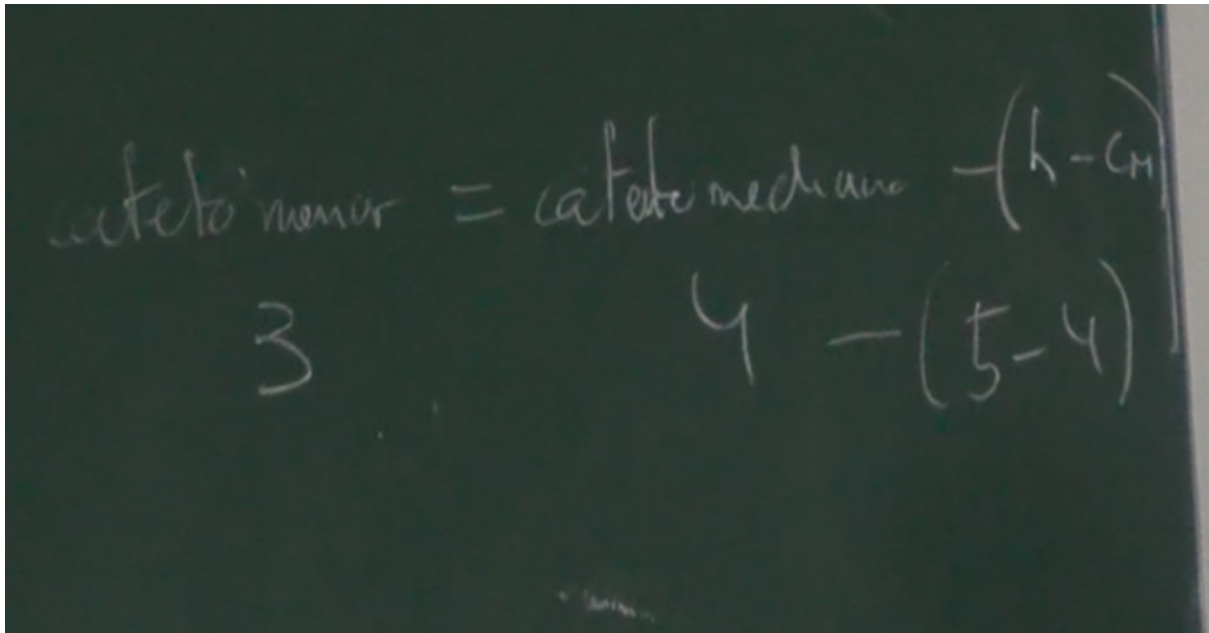 cateto menor = cateto mediano - (h - CM)
3 4 - (5 - 4)